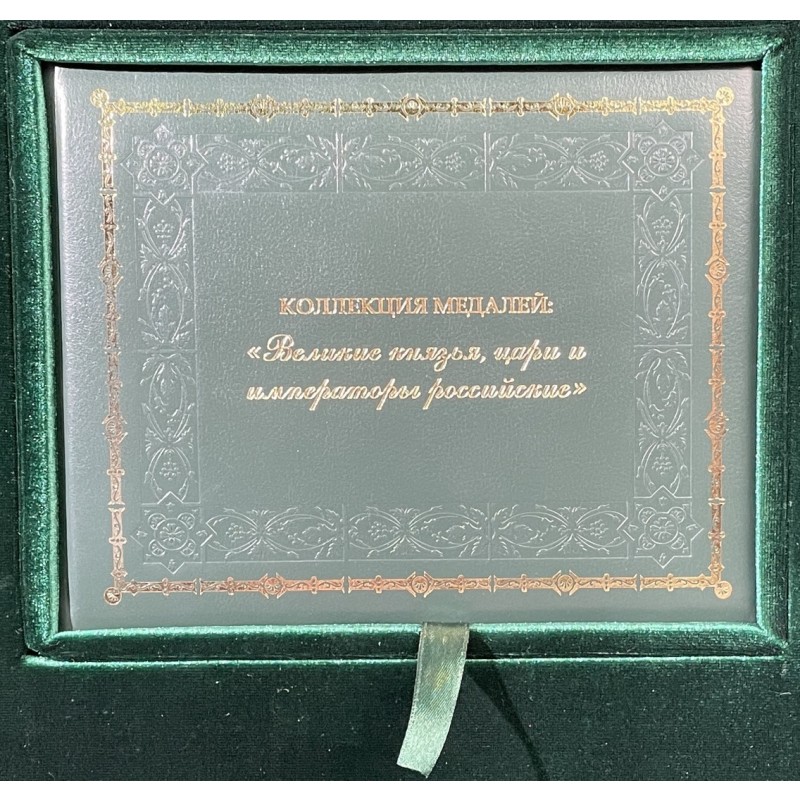 КОЛЛЕКЦИЯ МЕДАЛЕЙ:
«Великие князья, цари и
императоры российские»